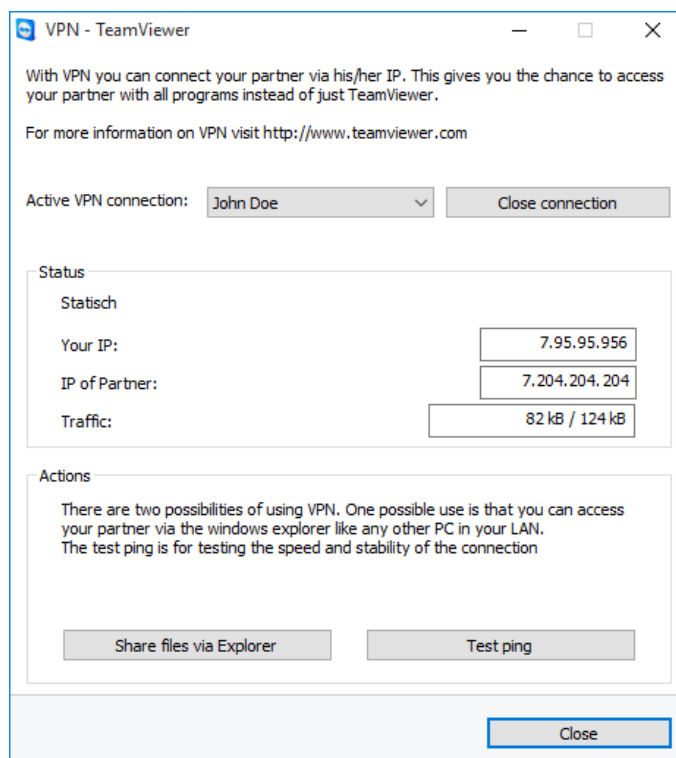 VPN - TeamViewer
With VPN you can connect your partner via his/her IP. This gives you the chance to access
your partner with all programs instead of just TeamViewer.
For more information on VPN visit http://www.teamviewer.com
Active VPN connection: John Doe Close connection
Status
Statisch
Your IP: 7.95.95.956
IP of Partner: 7.204.204.204
Traffic: 82 kB / 124 kB
Actions
There are two possibilities of using VPN. One possible use is that you can access
your partner via the windows explorer like any other PC in your LAN.
The test ping is for testing the speed and stability of the connection
Share files via Explorer Test ping
Close